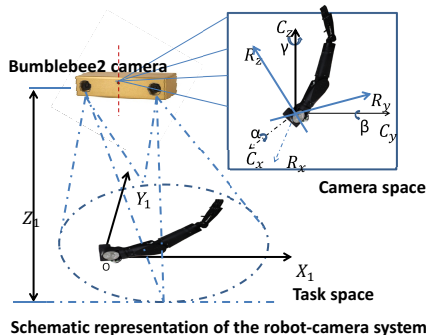 Bumblebee2 camera
C_z
γ
R_z
R_y
α
β
C_y
C_x
R_x
Camera space
Z_1
Y_1
O
X_1
Task space
Schematic representation of the robot-camera system